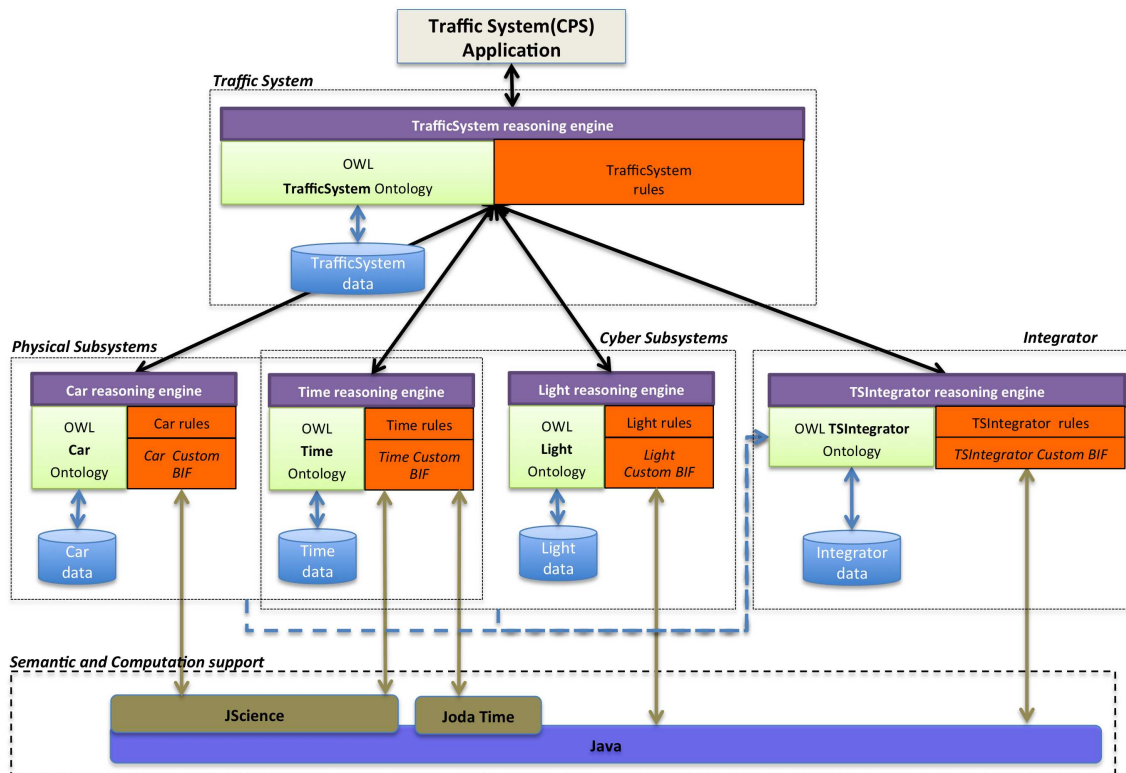 Traffic System(CPS)
Application
Traffic System
TrafficSystem reasoning engine
OWL
TrafficSystem Ontology
TrafficSystem
rules
TrafficSystem
data
Physical Subsystems
Cyber Subsystems
Integrator
Car reasoning engine
OWL
Car
Ontology
Car rules
Car Custom
BIF
Car
data
Time reasoning engine
OWL
Time
Ontology
Time rules
Time Custom
BIF
Time
data
Light reasoning engine
OWL
Light
Ontology
Light rules
Light
Custom BIF
Light
data
TSIntegrator reasoning engine
OWL TSIntegrator
Ontology
TSIntegrator rules
TSIntegrator Custom BIF
Integrator
data
Semantic and Computation support
JScience
Joda Time
Java